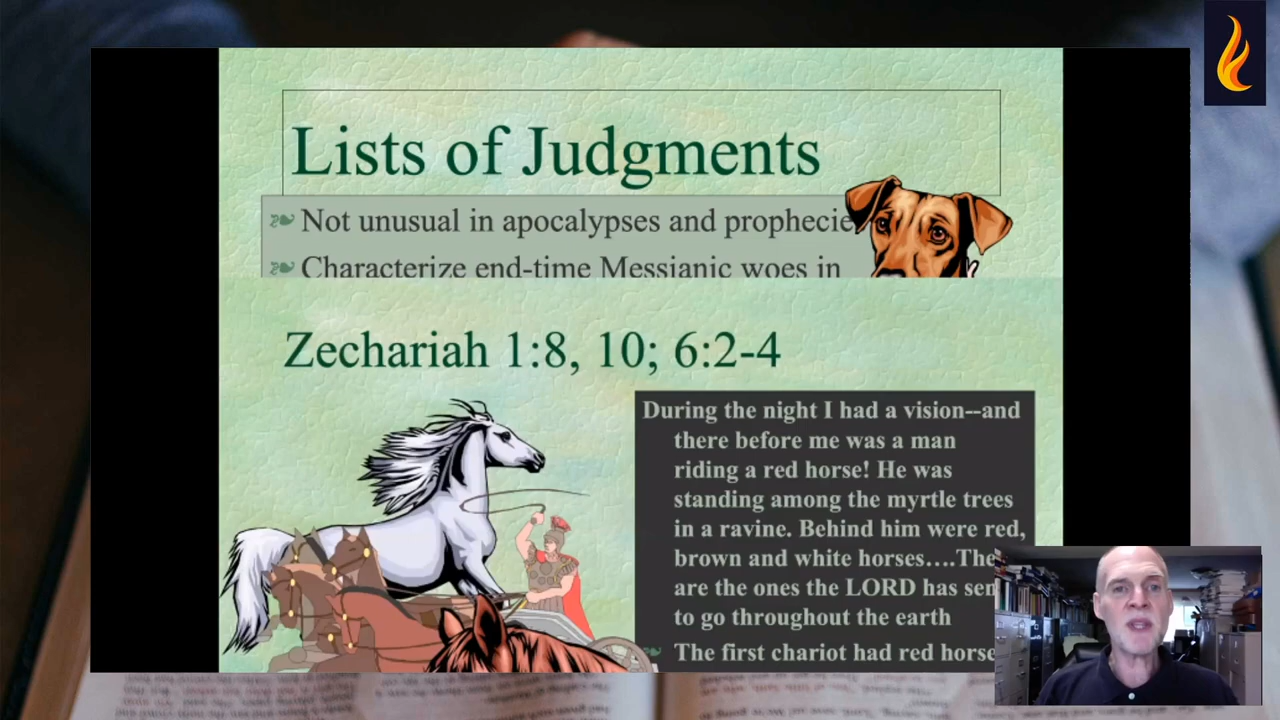 Lists of Judgments
Not unusual in apocalypses and prophecie
Characterize end-time Messianic woes in
Zechariah 1:8, 10; 6:2-4
During the night I had a vision--and
there before me was a man
riding a red horse! He was
standing among the myrtle trees
in a ravine. Behind him were red,
brown and white horses….The
are the ones the LORD has sen
to go throughout the earth
The first chariot had red horse